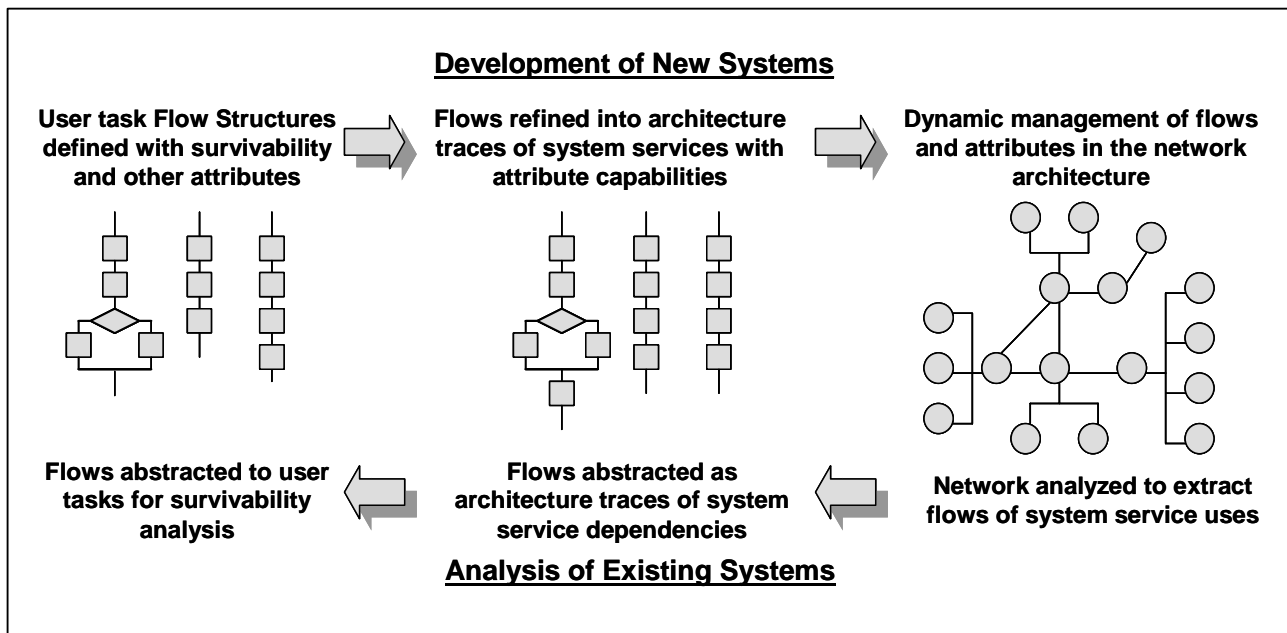 Development of New Systems
User task Flow Structures
defined with survivability
and other attributes
Flows refined into architecture
traces of system services with
attribute capabilities
Dynamic management of flows
and attributes in the network
architecture
Flows abstracted to user
tasks for survivability
analysis
Flows abstracted as
architecture traces of system
service dependencies
Network analyzed to extract
flows of system service uses
Analysis of Existing Systems